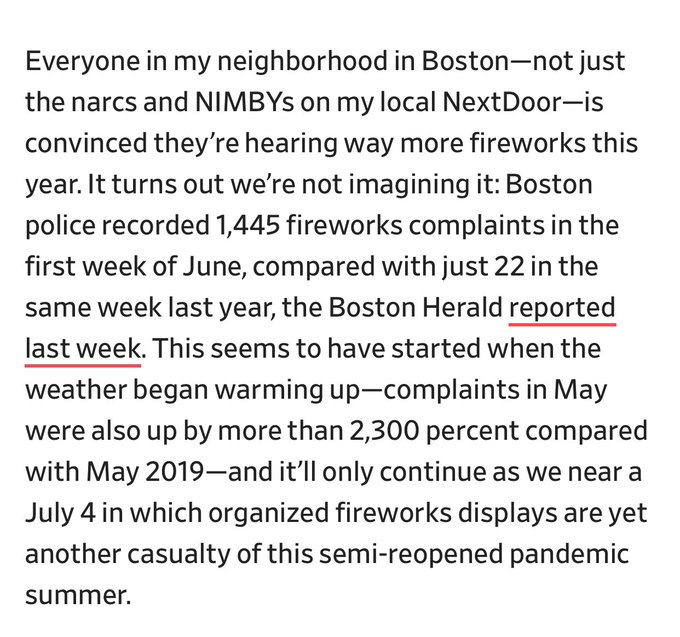 Everyone in my neighborhood in Boston—not just
the narcs and NIMBYs on my local NextDoor—is
convinced they’re hearing way more fireworks this
year. It turns out we’re not imagining it: Boston
police recorded 1,445 fireworks complaints in the
first week of June, compared with just 22 in the
same week last year, the Boston Herald reported
last week. This seems to have started when the
weather began warming up—complaints in May
were also up by more than 2,300 percent compared
with May 2019—and it’ll only continue as we near a
July 4 in which organized fireworks displays are yet
another casualty of this semi-reopened pandemic
summer.